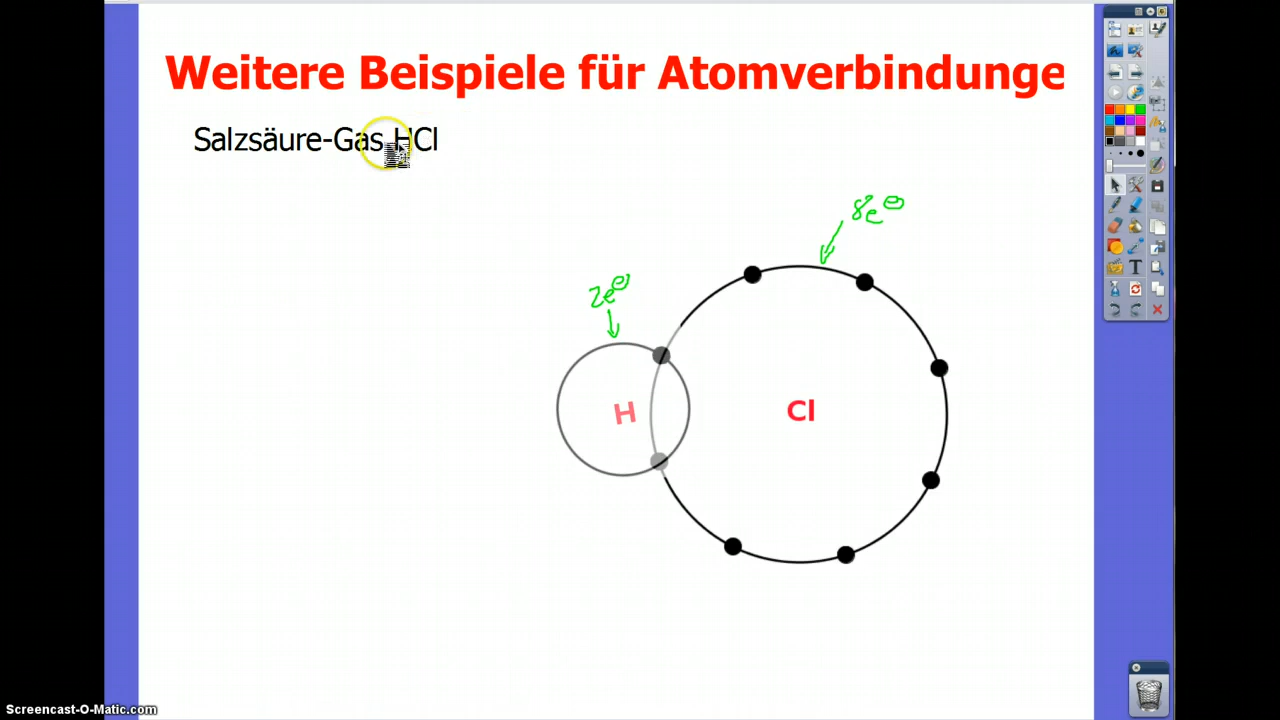 Weitere Beispiele für Atomverbindunge
Salzsäure-Gas HCl
8e⊖
2e⊖
H
Cl
T
Screencast-O-Matic.com